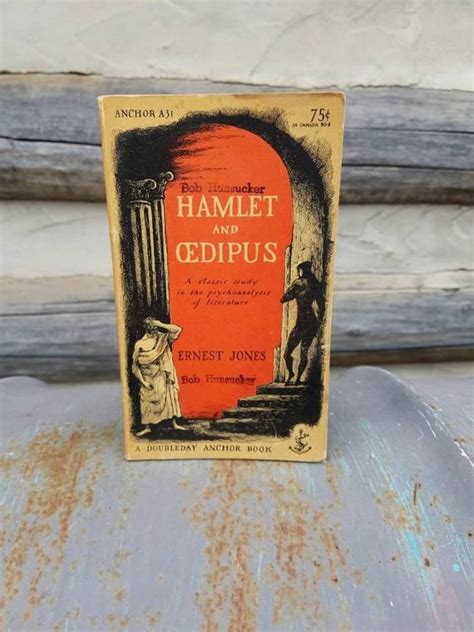 ANCHOR A31
75¢
IN CANADA 90¢
Bob Hunsucker
HAMLET
AND
ŒDIPUS
A classic study
in the psychoanalysis
of literature
ERNEST JONES
Bob Hunsucker
A DOUBLEDAY ANCHOR BOOK